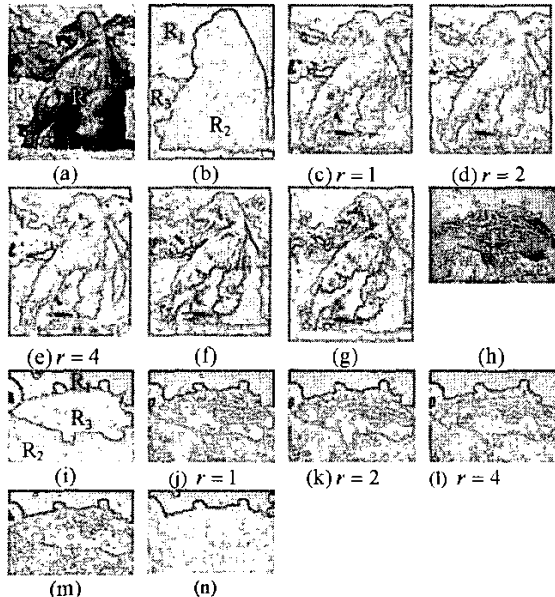 R₁
R₃
R₂
(a) (b) (c) r = 1 (d) r = 2
(e) r = 4 (f) (g) (h)
R₁
R₃
R₂
(i) (j) r = 1 (k) r = 2 (l) r = 4
(m) (n)